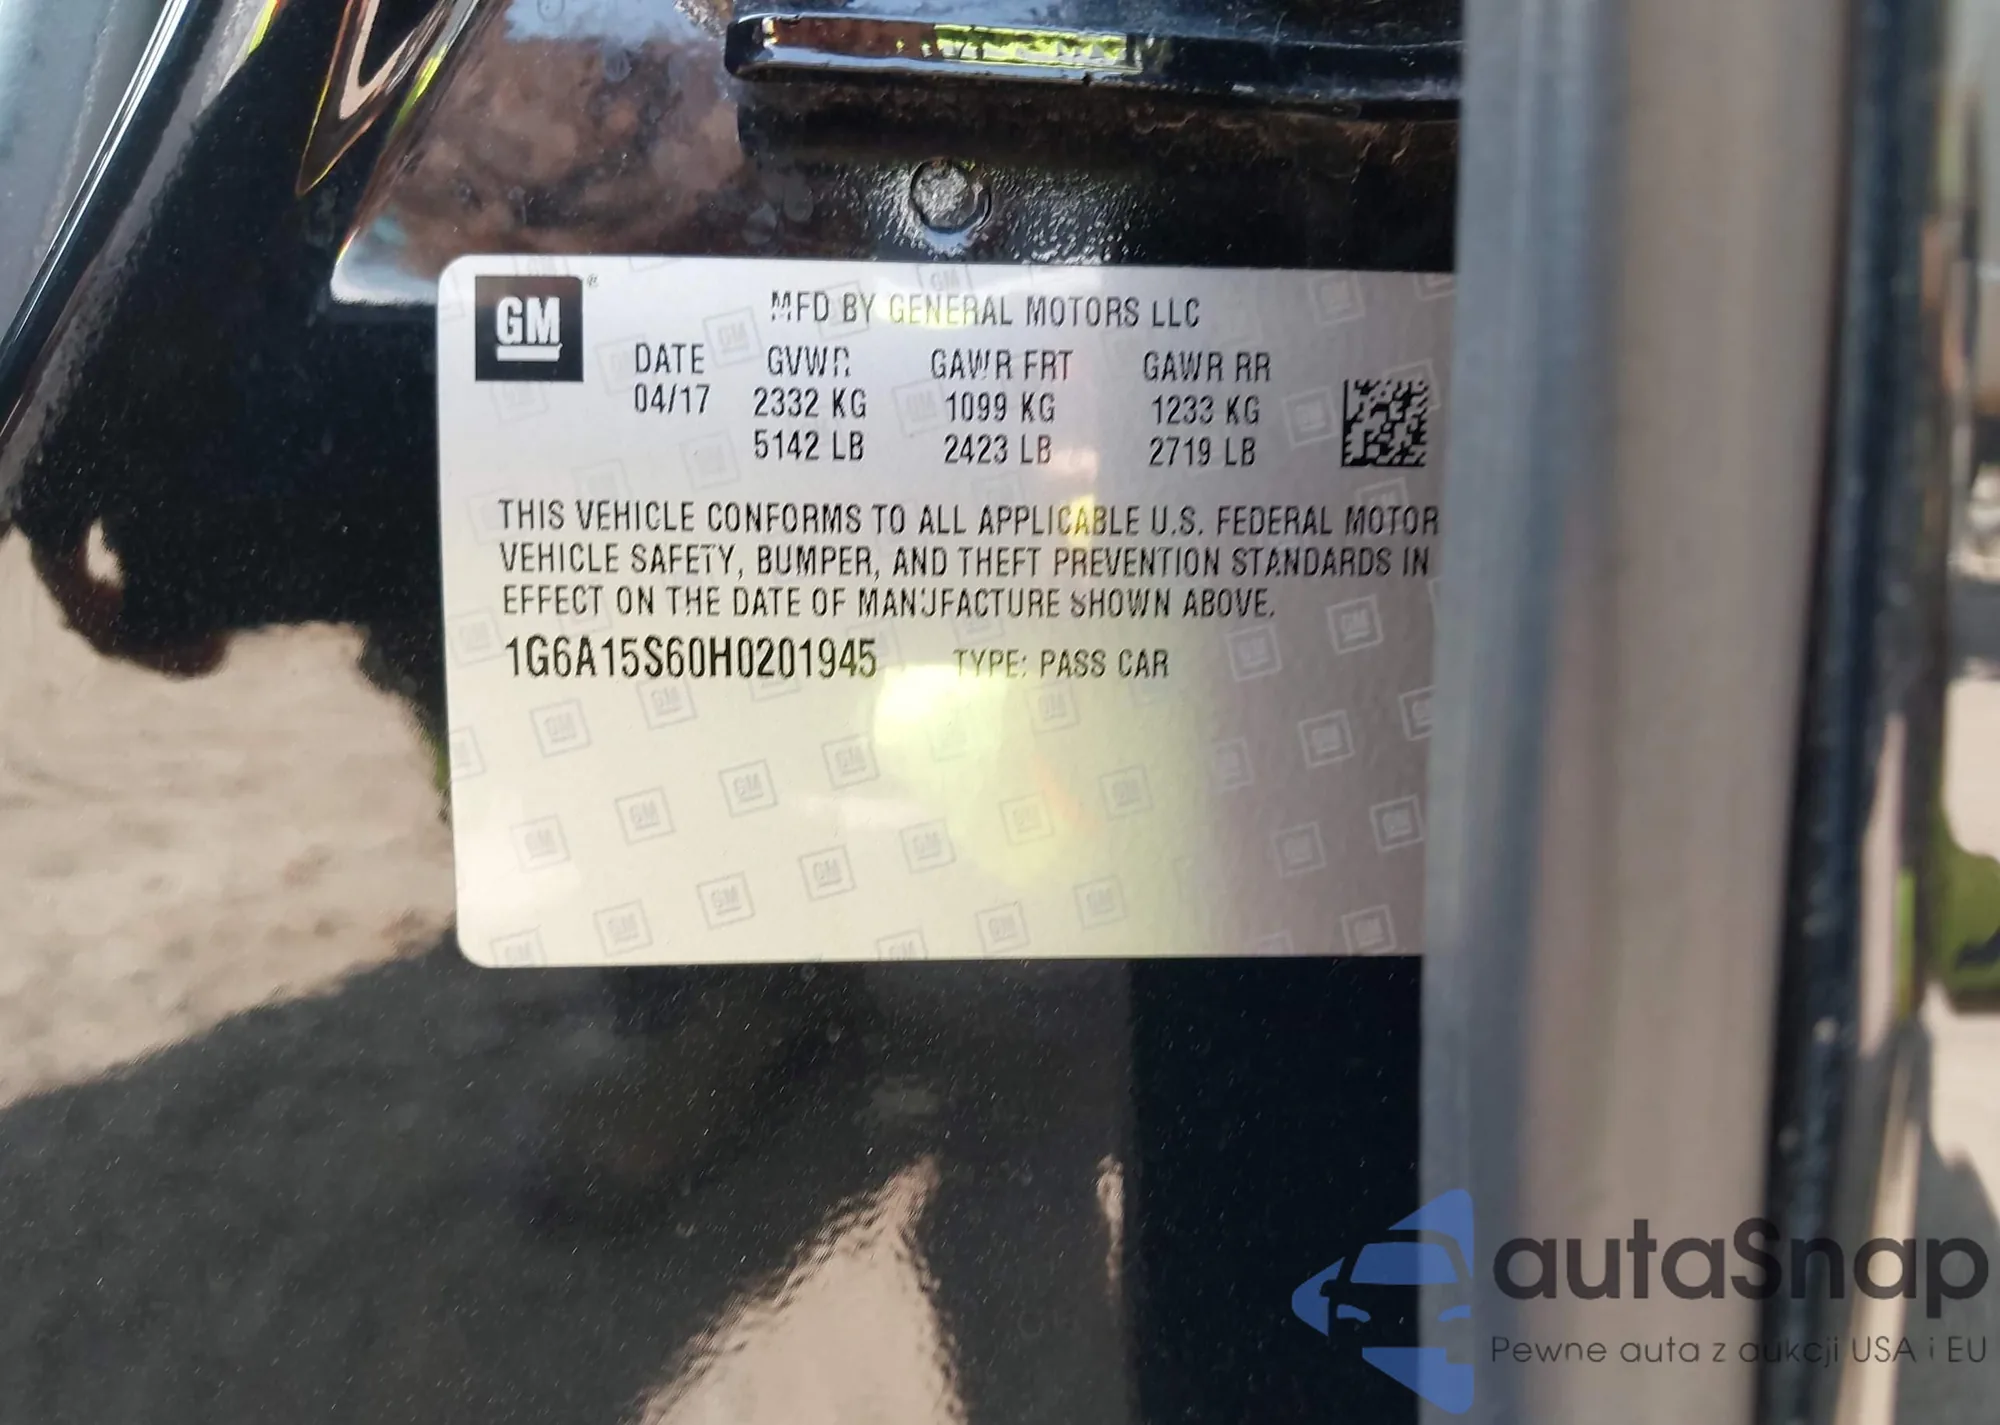 GM
MFD BY GENERAL MOTORS LLC
DATE GVWR GAWR FRT GAWR RR
04/17 2332 KG 1099 KG 1233 KG
5142 LB 2423 LB 2719 LB
THIS VEHICLE CONFORMS TO ALL APPLICABLE U.S. FEDERAL MOTOR
VEHICLE SAFETY, BUMPER, AND THEFT PREVENTION STANDARDS IN
EFFECT ON THE DATE OF MANUFACTURE SHOWN ABOVE.
1G6A15S60H0201945 TYPE: PASS CAR
autaSnap
Pewne auta z aukcji USA i EU